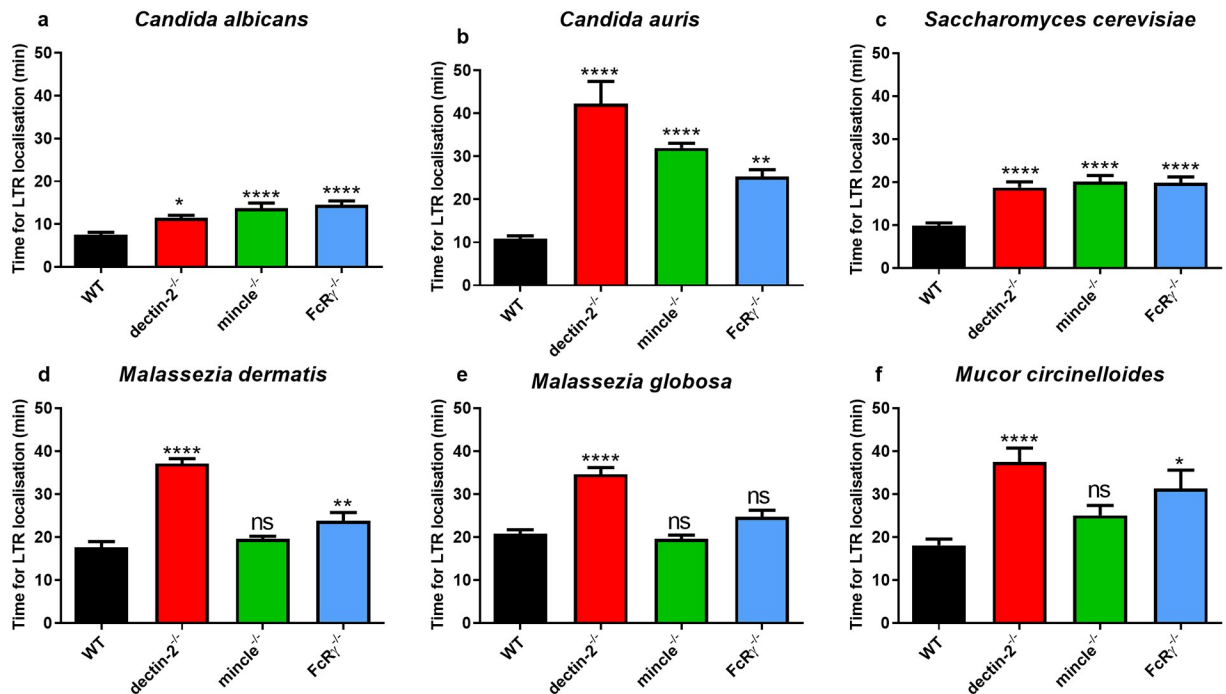 a
Candida albicans
Time for LTR localisation (min)
50
40
30
20
10
0
*
****
****
WT
dectin-2-/-
mincle-/-
FcRγ-/-
b
Candida auris
Time for LTR localisation (min)
50
40
30
20
10
0
****
****
**
WT
dectin-2-/-
mincle-/-
FcRγ-/-
c
Saccharomyces cerevisiae
Time for LTR localisation (min)
50
40
30
20
10
0
****
****
****
WT
dectin-2-/-
mincle-/-
FcRγ-/-
d
Malassezia dermatis
Time for LTR localisation (min)
50
40
30
20
10
0
****
ns
**
WT
dectin-2-/-
mincle-/-
FcRγ-/-
e
Malassezia globosa
Time for LTR localisation (min)
50
40
30
20
10
0
****
ns
ns
WT
dectin-2-/-
mincle-/-
FcRγ-/-
f
Mucor circinelloides
Time for LTR localisation (min)
50
40
30
20
10
0
****
ns
*
WT
dectin-2-/-
mincle-/-
FcRγ-/-